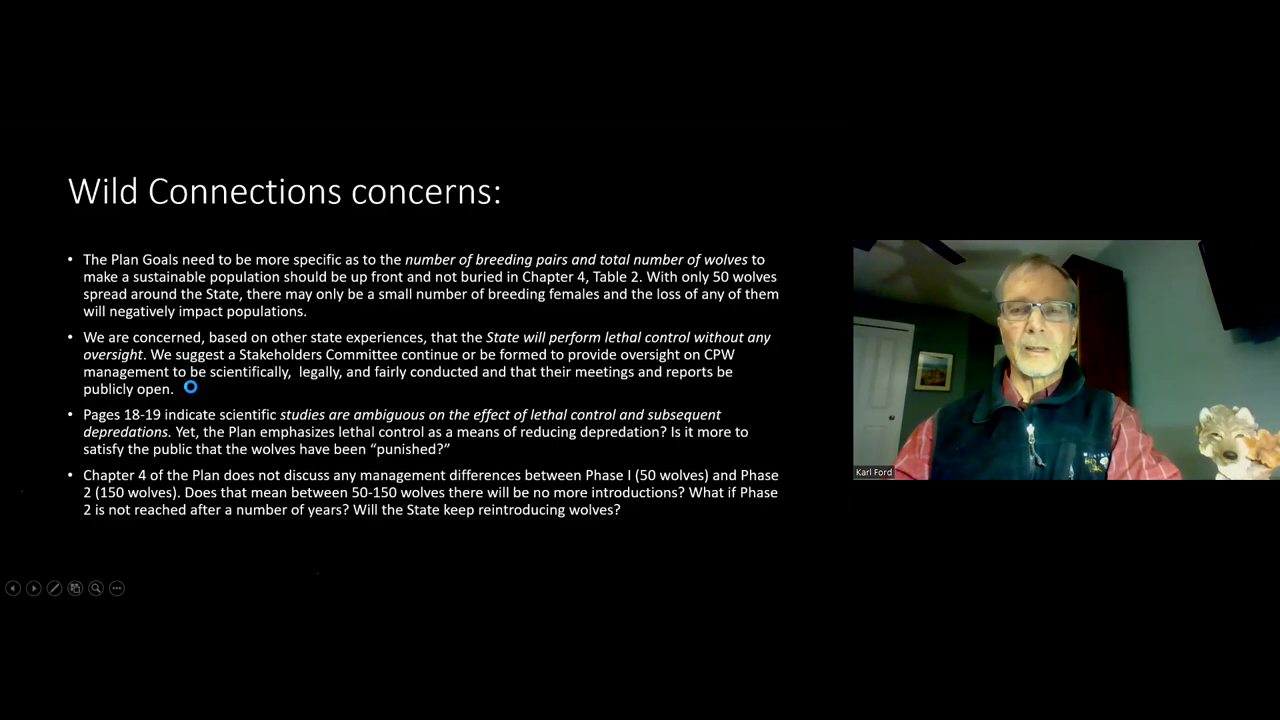 Wild Connections concerns:
• The Plan Goals need to be more specific as to the number of breeding pairs and total number of wolves to
make a sustainable population should be up front and not buried in Chapter 4, Table 2. With only 50 wolves
spread around the State, there may only be a small number of breeding females and the loss of any of them
will negatively impact populations.
• We are concerned, based on other state experiences, that the State will perform lethal control without any
oversight. We suggest a Stakeholders Committee continue or be formed to provide oversight on CPW
management to be scientifically,  legally, and fairly conducted and that their meetings and reports be
publicly open.
• Pages 18-19 indicate scientific studies are ambiguous on the effect of lethal control and subsequent
depredations. Yet, the Plan emphasizes lethal control as a means of reducing depredation? Is it more to
satisfy the public that the wolves have been “punished?”
• Chapter 4 of the Plan does not discuss any management differences between Phase I (50 wolves) and Phase
2 (150 wolves). Does that mean between 50-150 wolves there will be no more introductions? What if Phase
2 is not reached after a number of years? Will the State keep reintroducing wolves?
Karl Ford